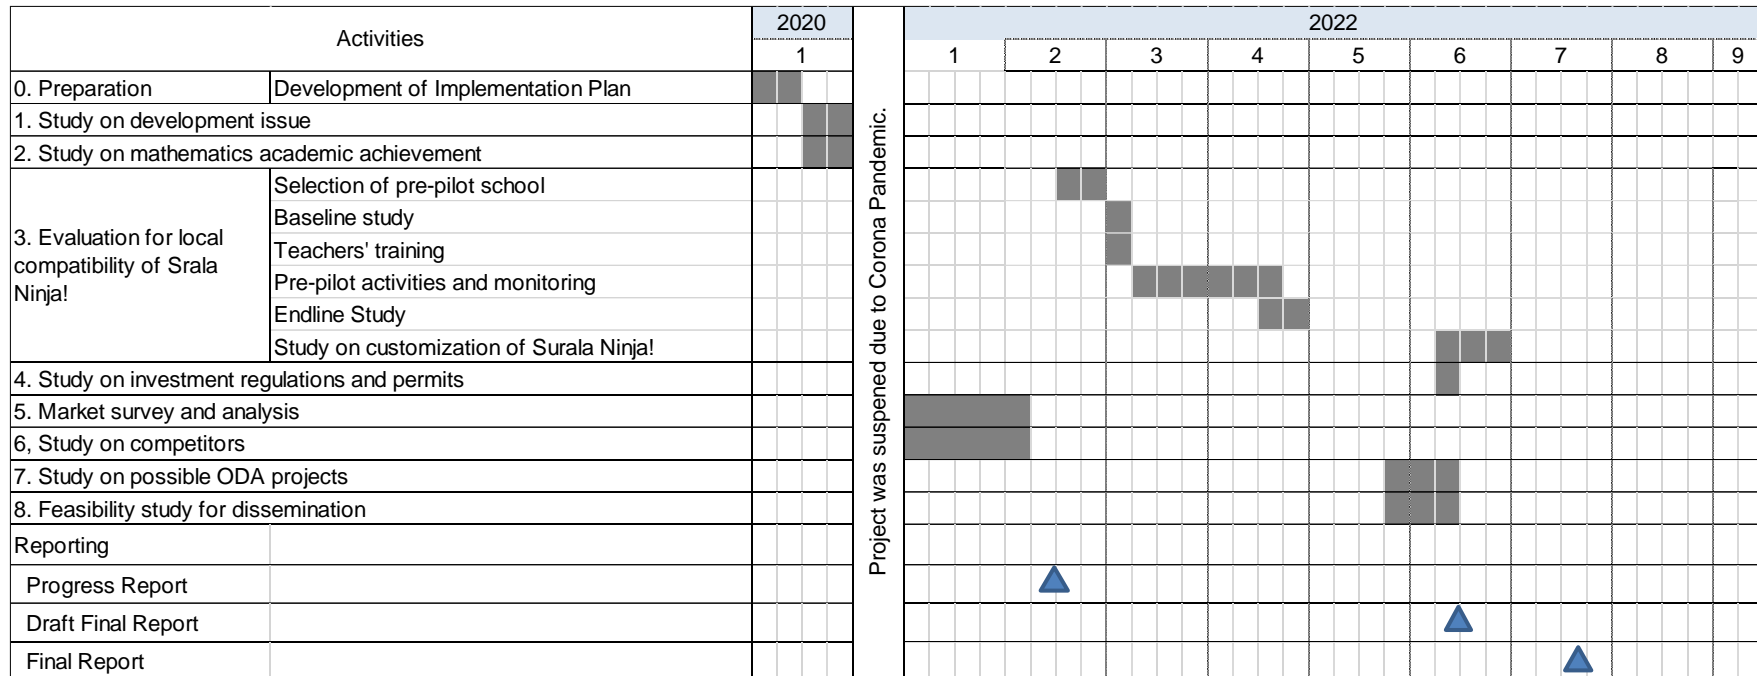 Activities
2020
2022
1
1 2 3 4 5 6 7 8 9
0. Preparation Development of Implementation Plan
1. Study on development issue
2. Study on mathematics academic achievement
3. Evaluation for local
compatibility of Srala
Ninja!
Selection of pre-pilot school
Baseline study
Teachers' training
Pre-pilot activities and monitoring
Endline Study
Study on customization of Surala Ninja!
4. Study on investment regulations and permits
5. Market survey and analysis
6, Study on competitors
7. Study on possible ODA projects
8. Feasibility study for dissemination
Reporting
Progress Report
Draft Final Report
Final Report
Project was suspened due to Corona Pandemic.